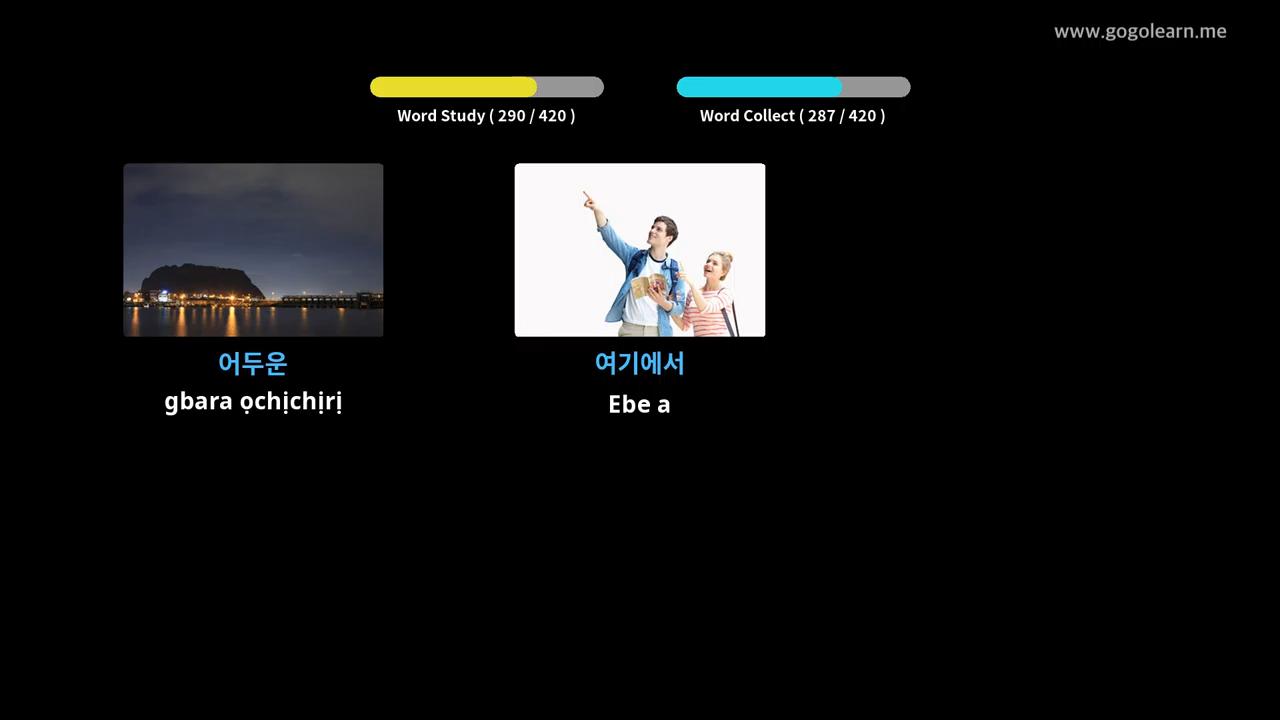 www.gogolearn.me
Word Study ( 290 / 420 )
Word Collect ( 287 / 420 )
어두운
gbara ọchịchịrị
여기에서
Ebe a